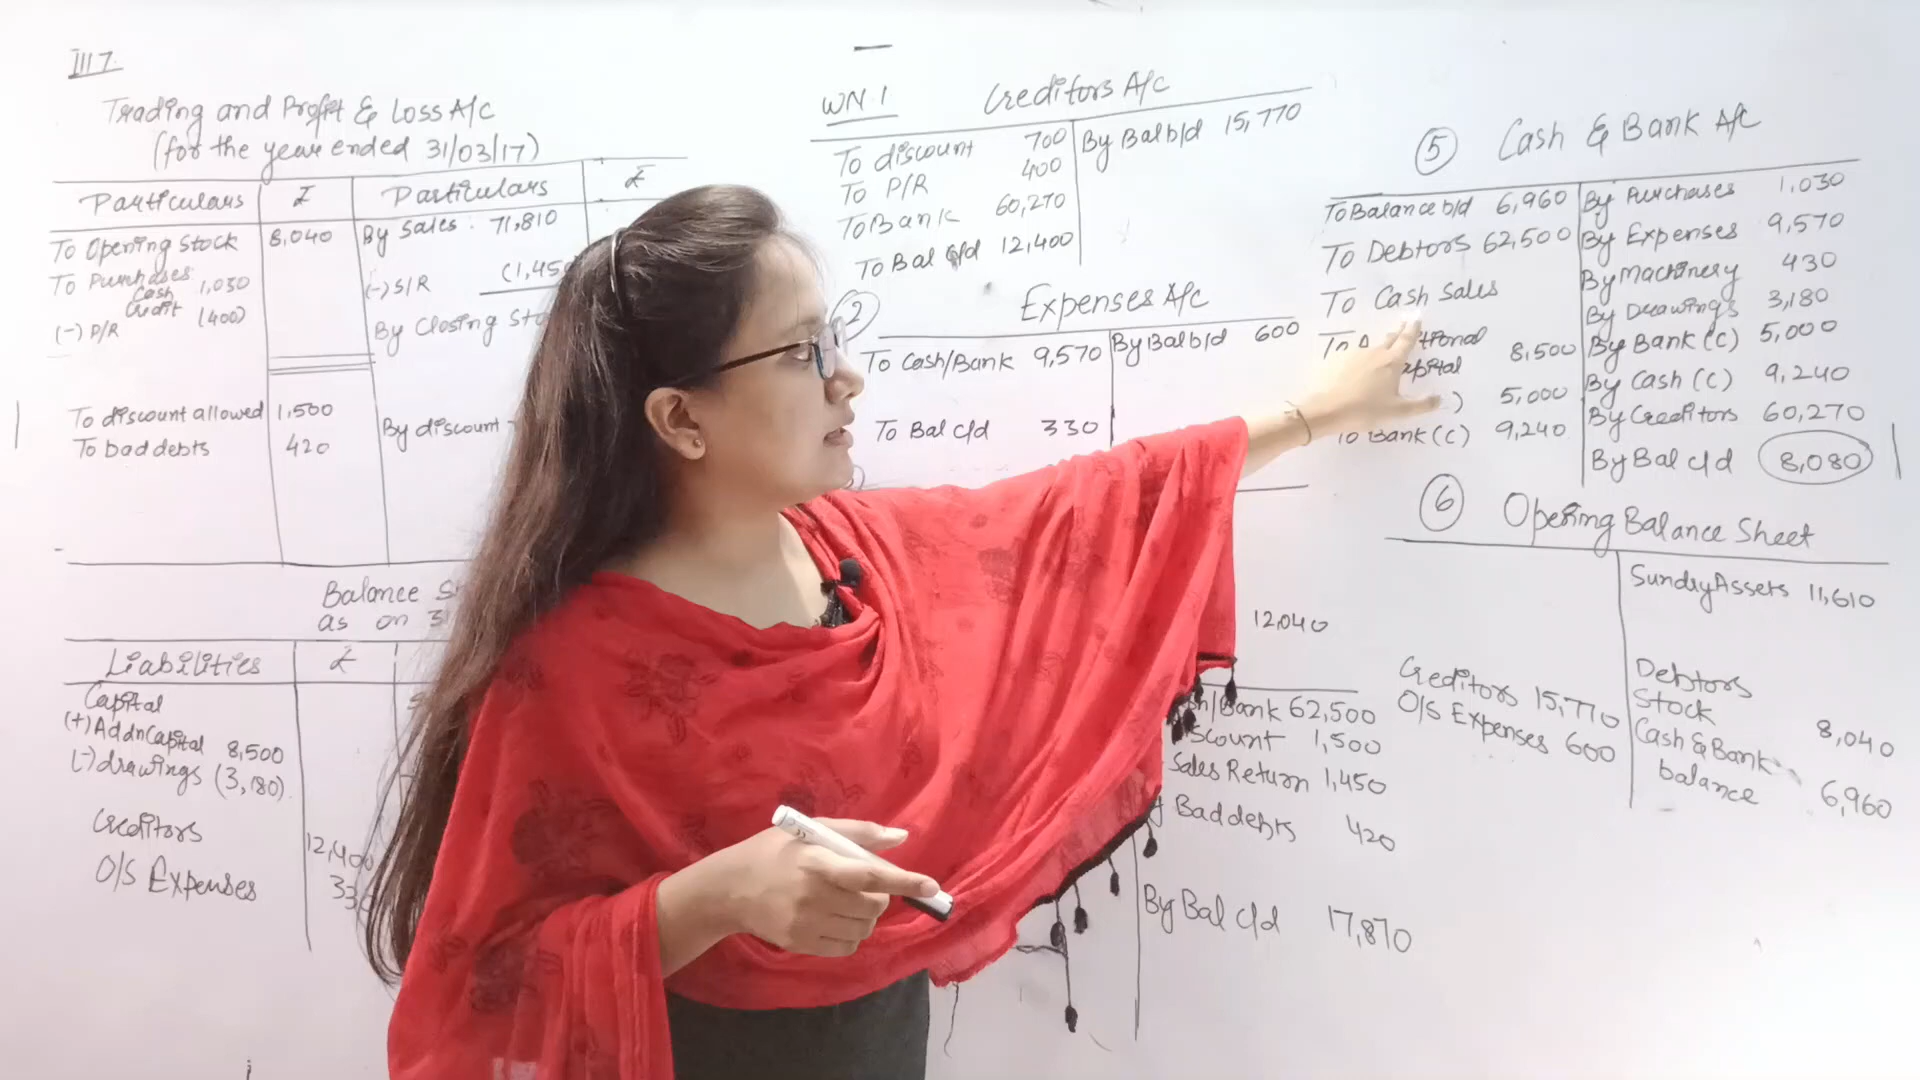 III 7.
Trading and Profit & Loss A/c
(for the year ended 31/03/17)
Particulars ₹ Particulars ₹
To Opening Stock 8,040 By Sales 71,810
To Purchases
Cash 1,030 (-) S/R (1,450
Credit
(-) P/R (400) By Closing
To discount allowed 1,500 By discount
To bad debts 420
Balance
as on
Liabilities ₹
Capital
(+) Addn Capital 8,500
(-) drawings (3,180)
Creditors 12,400
O/S Expenses 33
WN 1 Creditors A/c
To discount 700 By Bal b/d 15,770
To P/R 400
To Bank 60,270
To Bal c/d 12,400
2 Expenses A/c
To Cash/Bank 9,570 By Bal b/d 600
To Bal c/d 330
12,040
/Bank 62,500
1,500
Sales Return 1,450
Bad debts 420
By Bal c/d 17,870
5 Cash & Bank A/c
To Balance b/d 6,960 By Purchases 1,030
To Debtors 62,500 By Expenses 9,570
To Cash Sales By Machinery 430
By Drawings 3,180
8,500 By Bank (C) 5,000
5,000 By Cash (C) 9,240
To Bank (C) 9,240 By Creditors 60,270
By Bal c/d 8,080
6 Opening Balance Sheet
Sundry Assets 11,610
Creditors 15,770 Debtors
O/S Expenses 600 Stock 8,040
Cash & Bank
balance 6,960